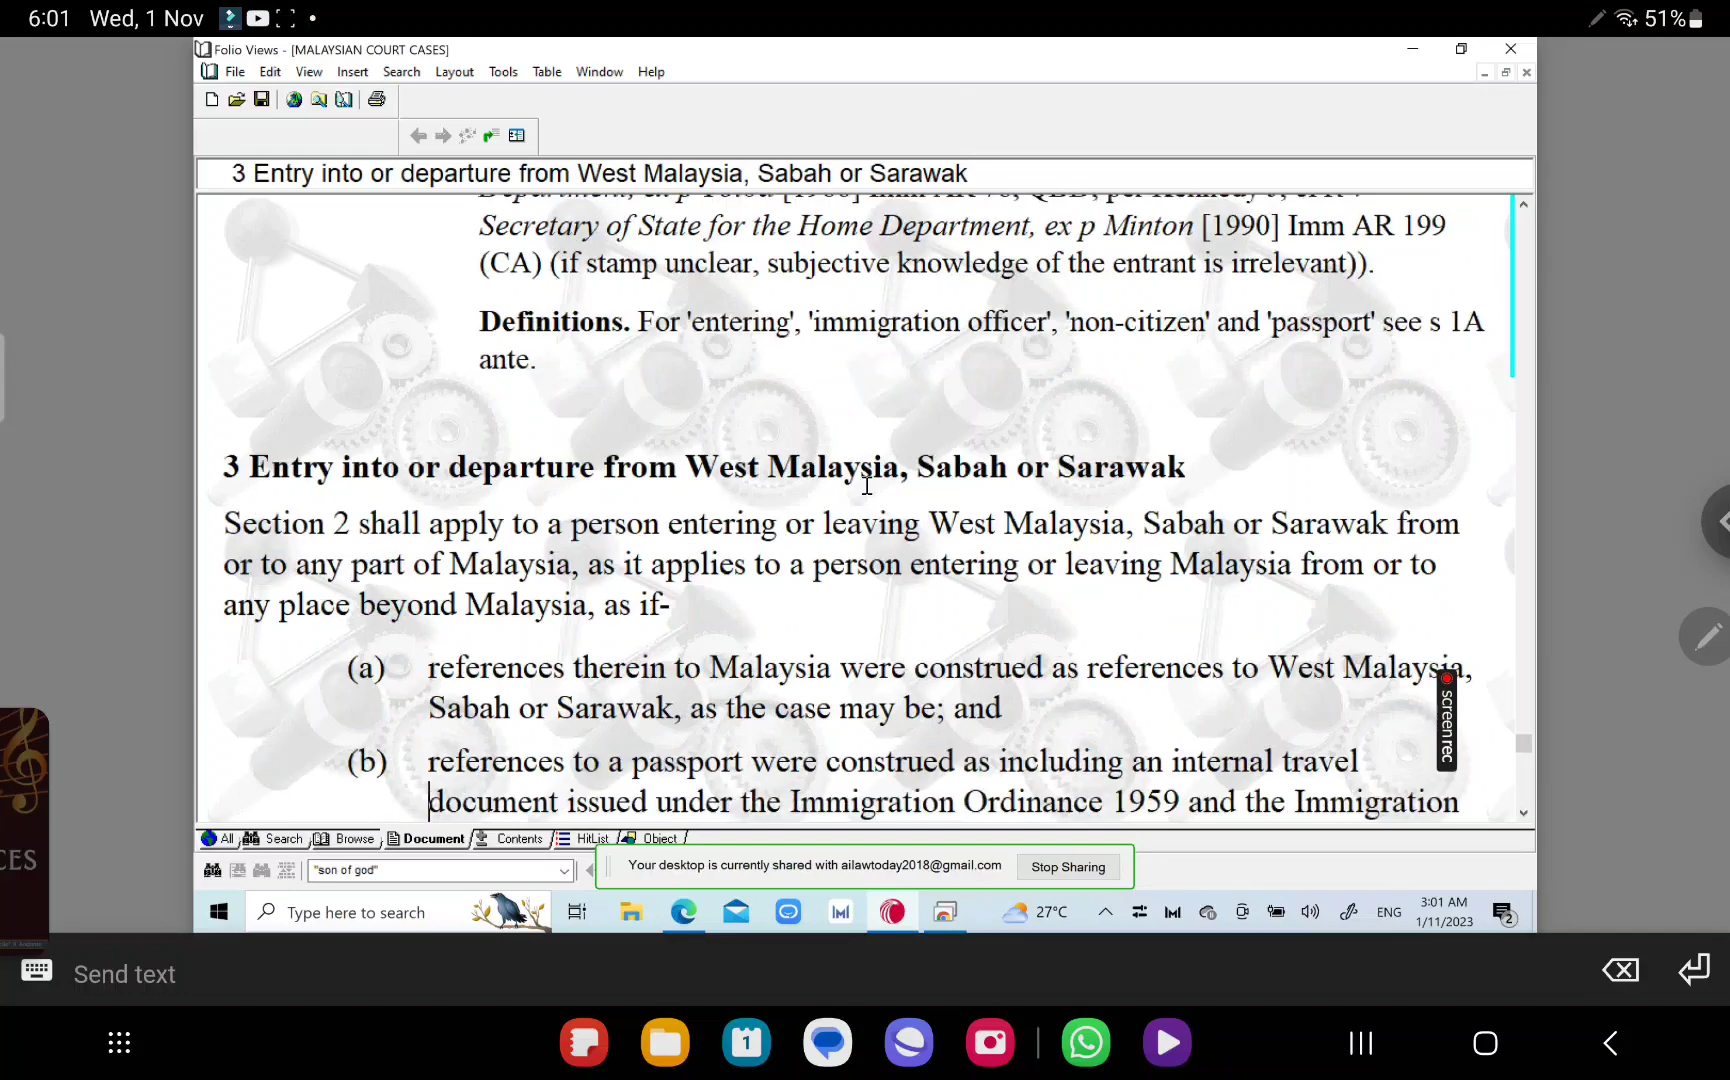 6:01 Wed, 1 Nov
51%
Folio Views - [MALAYSIAN COURT CASES]
File Edit View Insert Search Layout Tools Table Window Help
3 Entry into or departure from West Malaysia, Sabah or Sarawak
Secretary of State for the Home Department, ex p Minton [1990] Imm AR 199
(CA) (if stamp unclear, subjective knowledge of the entrant is irrelevant)).
Definitions. For 'entering', 'immigration officer', 'non-citizen' and 'passport' see s 1A
ante.
3 Entry into or departure from West Malaysia, Sabah or Sarawak
Section 2 shall apply to a person entering or leaving West Malaysia, Sabah or Sarawak from
or to any part of Malaysia, as it applies to a person entering or leaving Malaysia from or to
any place beyond Malaysia, as if-
(a) references therein to Malaysia were construed as references to West Malaysia,
Sabah or Sarawak, as the case may be; and
(b) references to a passport were construed as including an internal travel
document issued under the Immigration Ordinance 1959 and the Immigration
screenrec
All Search Browse Document Contents HitList Object
"son of god"
Your desktop is currently shared with ailawtoday2018@gmail.com Stop Sharing
CES
Type here to search
27°C
ENG
3:01 AM
1/11/2023
2
Send text
1